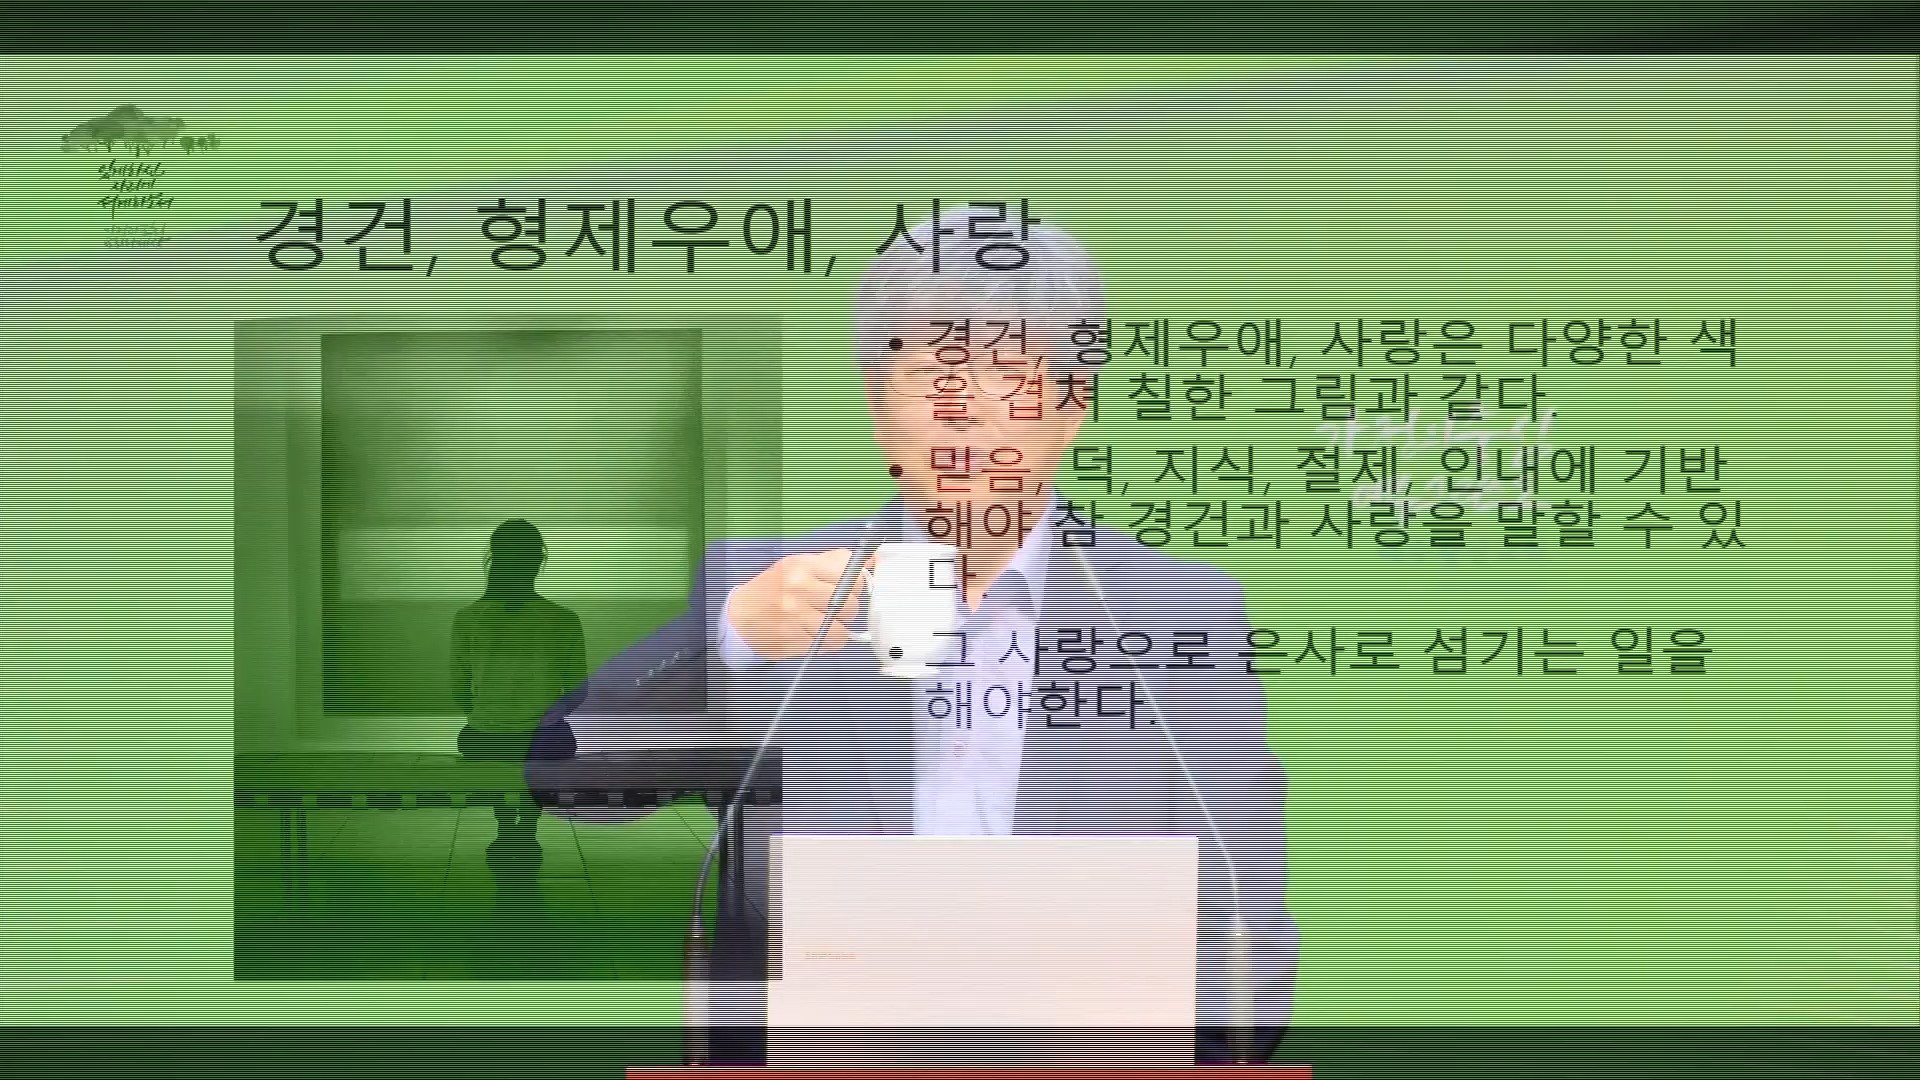 경건, 형제우애, 사랑
• 경건, 형제우애, 사랑은 다양한 색
을 겹쳐 칠한 그림과 같다.
• 믿음, 덕, 지식, 절제, 인내에 기반
해야 참 경건과 사랑을 말할 수 있
다.
• 그 사랑으로 은사로 섬기는 일을
해야한다.